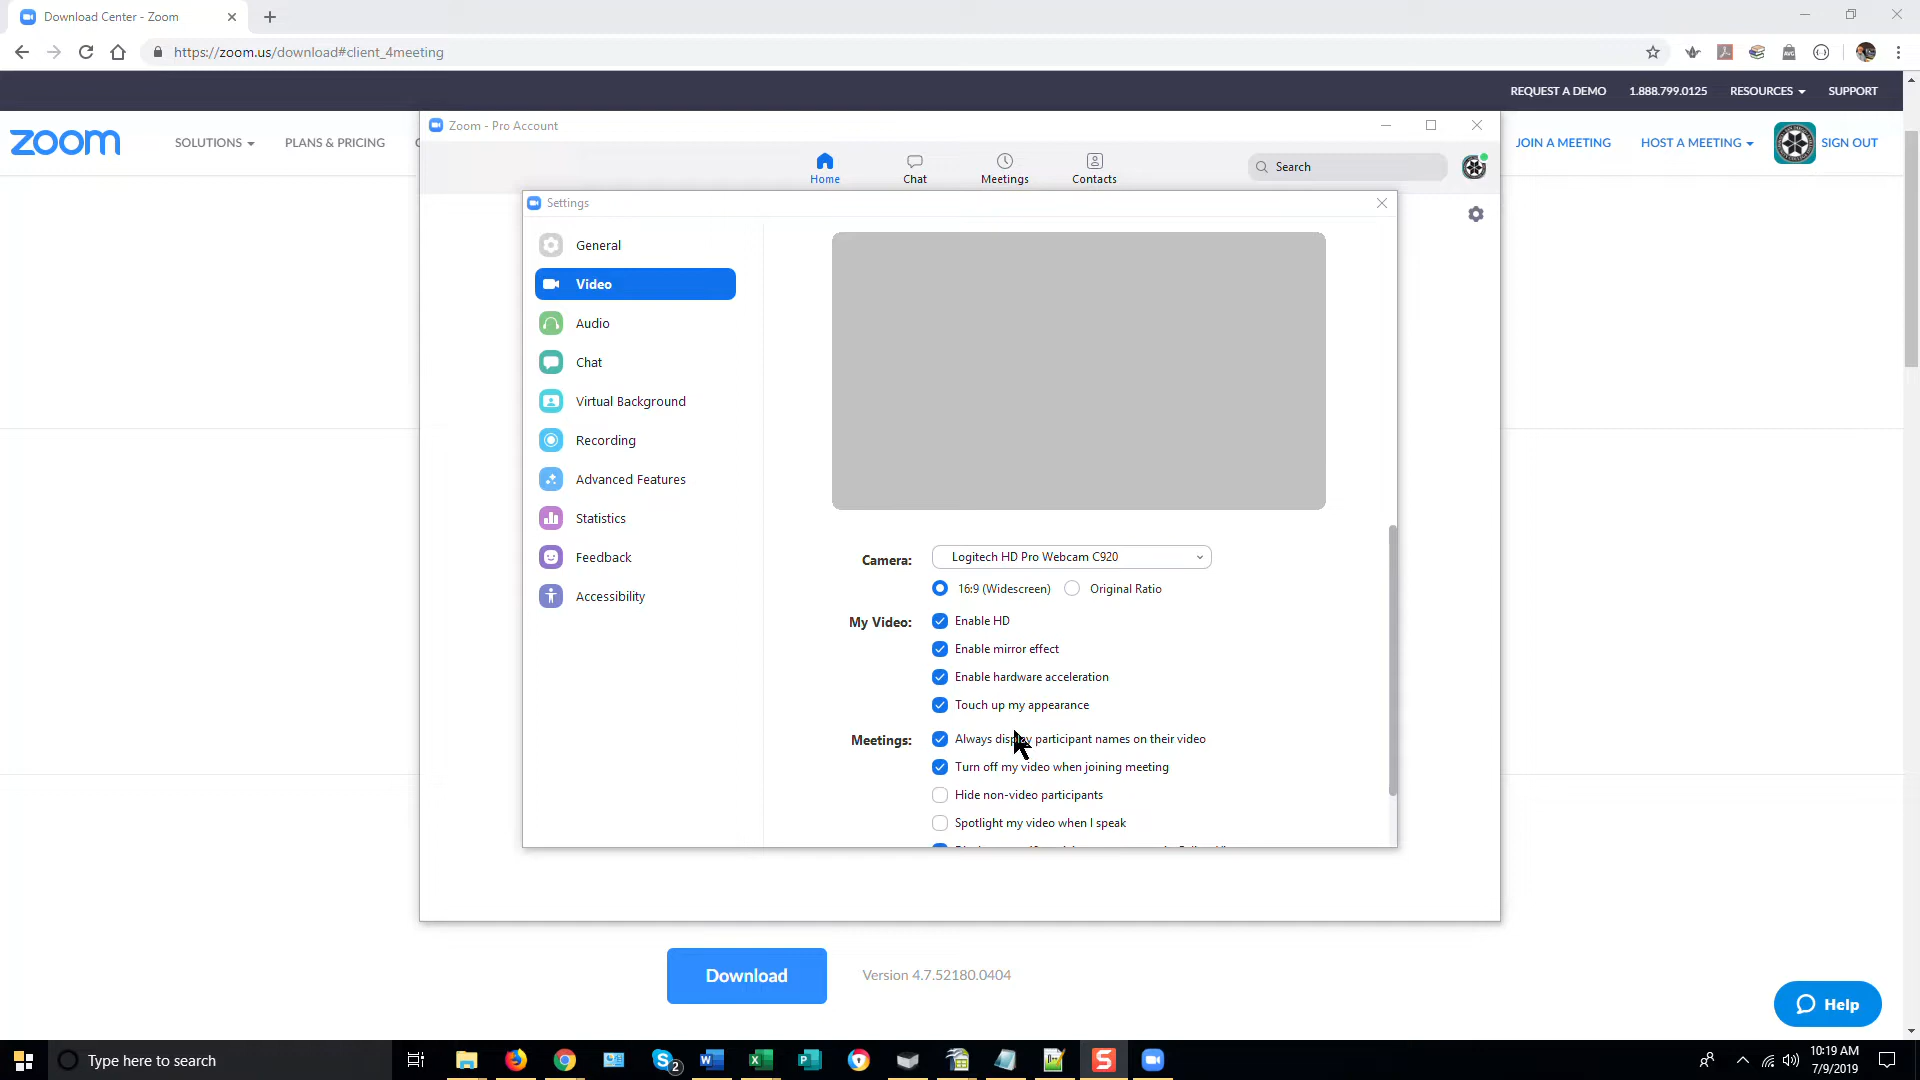 Download Center - Zoom
https://zoom.us/download#client_4meeting
REQUEST A DEMO 1.888.799.0125 RESOURCES SUPPORT
zoom SOLUTIONS PLANS & PRICING JOIN A MEETING HOST A MEETING SIGN OUT
Zoom - Pro Account
Home Chat Meetings Contacts Search
Settings
General
Video
Audio
Chat
Virtual Background
Recording
Advanced Features
Statistics
Feedback
Accessibility
Camera: Logitech HD Pro Webcam C920
16:9 (Widescreen) Original Ratio
My Video: Enable HD
Enable mirror effect
Enable hardware acceleration
Touch up my appearance
Meetings: Always display participant names on their video
Turn off my video when joining meeting
Hide non-video participants
Spotlight my video when I speak
Download Version 4.7.52180.0404
Help
Type here to search
2
10:19 AM
7/9/2019